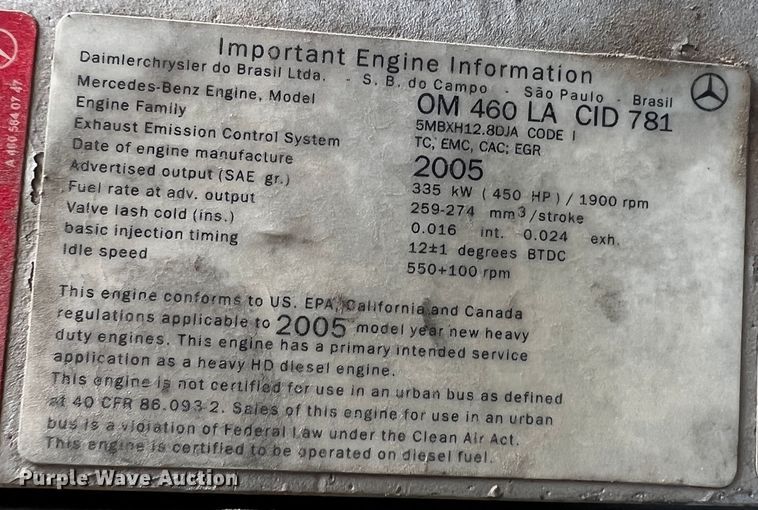 Important Engine Information
Daimlerchrysler do Brasil Ltda. - S. B. do Campo - São Paulo - Brasil
Mercedes-Benz Engine, Model OM 460 LA CID 781
Engine Family 5MBXH12.8DJA CODE I
Exhaust Emission Control System TC, EMC, CAC; EGR
Date of engine manufacture 2005
Advertised output (SAE gr.) 335 kW ( 450 HP ) / 1900 rpm
Fuel rate at adv. output 259-274 mm³/stroke
Valve lash cold (ins.) 0.016 int. 0.024 exh.
basic injection timing 12±1 degrees BTDC
Idle speed 550+100 rpm
This engine conforms to US. EPA, California and Canada
regulations applicable to 2005 model year new heavy
duty engines. This engine has a primary intended service
application as a heavy HD diesel engine.
This engine is not certified for use in an urban bus as defined
at 40 CFR 86.093-2. Sales of this engine for use in an urban
bus is a violation of Federal Law under the Clean Air Act.
This engine is certified to be operated on diesel fuel.
A 460 584 07 47
Purple Wave Auction